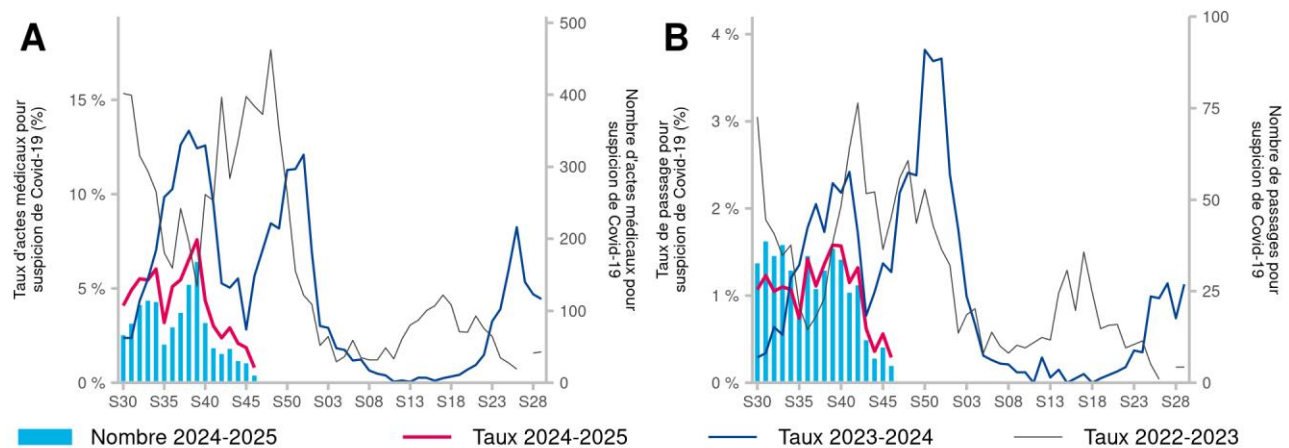 A
Taux d'actes médicaux pour
suspicion de Covid-19 (%)
15 %
10 %
5 %
0 %
500
400
300
200
100
0
Nombre d'actes médicaux pour
suspicion de Covid-19
S30 S35 S40 S45 S50 S03 S08 S13 S18 S23 S28
B
Taux de passage pour
suspicion de Covid-19 (%)
4 %
3 %
2 %
1 %
0 %
100
75
50
25
0
Nombre de passages pour
suspicion de Covid-19
S30 S35 S40 S45 S50 S03 S08 S13 S18 S23 S28
Nombre 2024-2025 Taux 2024-2025 Taux 2023-2024 Taux 2022-2023